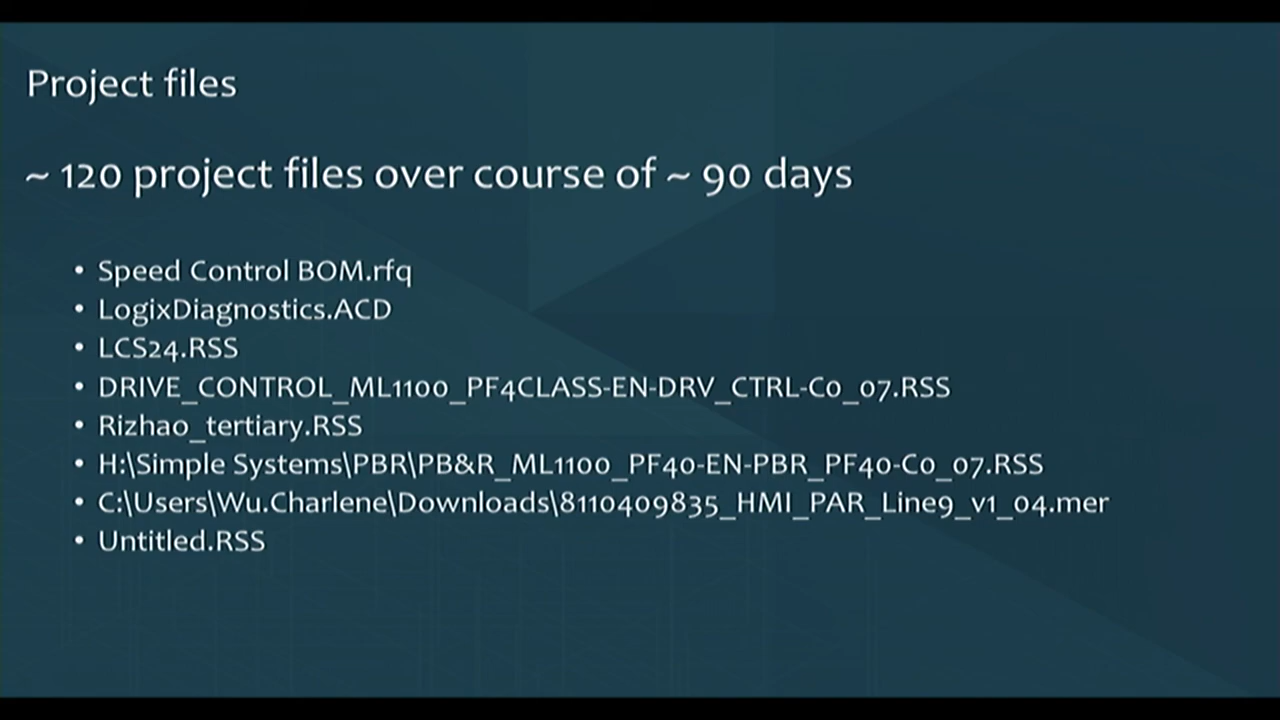 Project files
~ 120 project files over course of ~ 90 days
• Speed Control BOM.rfq
• LogixDiagnostics.ACD
• LCS24.RSS
• DRIVE_CONTROL_ML1100_PF4CLASS-EN-DRV_CTRL-C0_07.RSS
• Rizhao_tertiary.RSS
• H:\Simple Systems\PBR\PB&R_ML1100_PF40-EN-PBR_PF40-C0_07.RSS
• C:\Users\Wu.Charlene\Downloads\8110409835_HMI_PAR_Line9_v1_04.mer
• Untitled.RSS